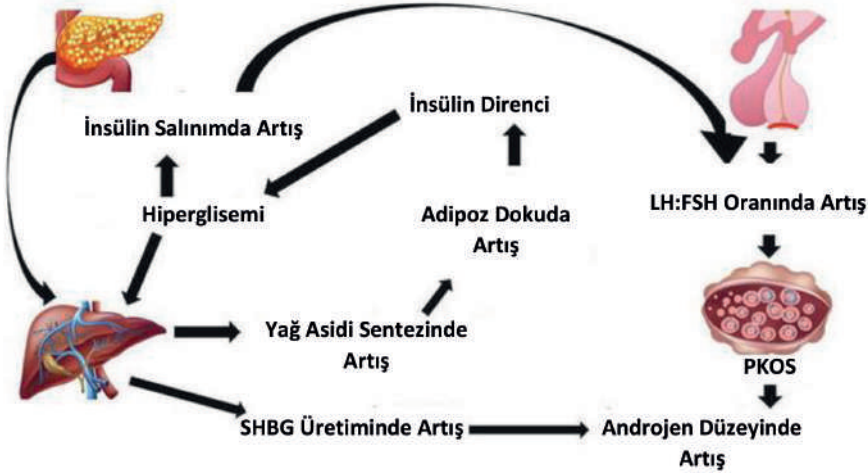 İnsülin Direnci
İnsülin Salınımda Artış
Hiperglisemi
Adipoz Dokuda
Artış
LH:FSH Oranında Artış
Yağ Asidi Sentezinde
Artış
PKOS
SHBG Üretiminde Artış
Androjen Düzeyinde
Artış